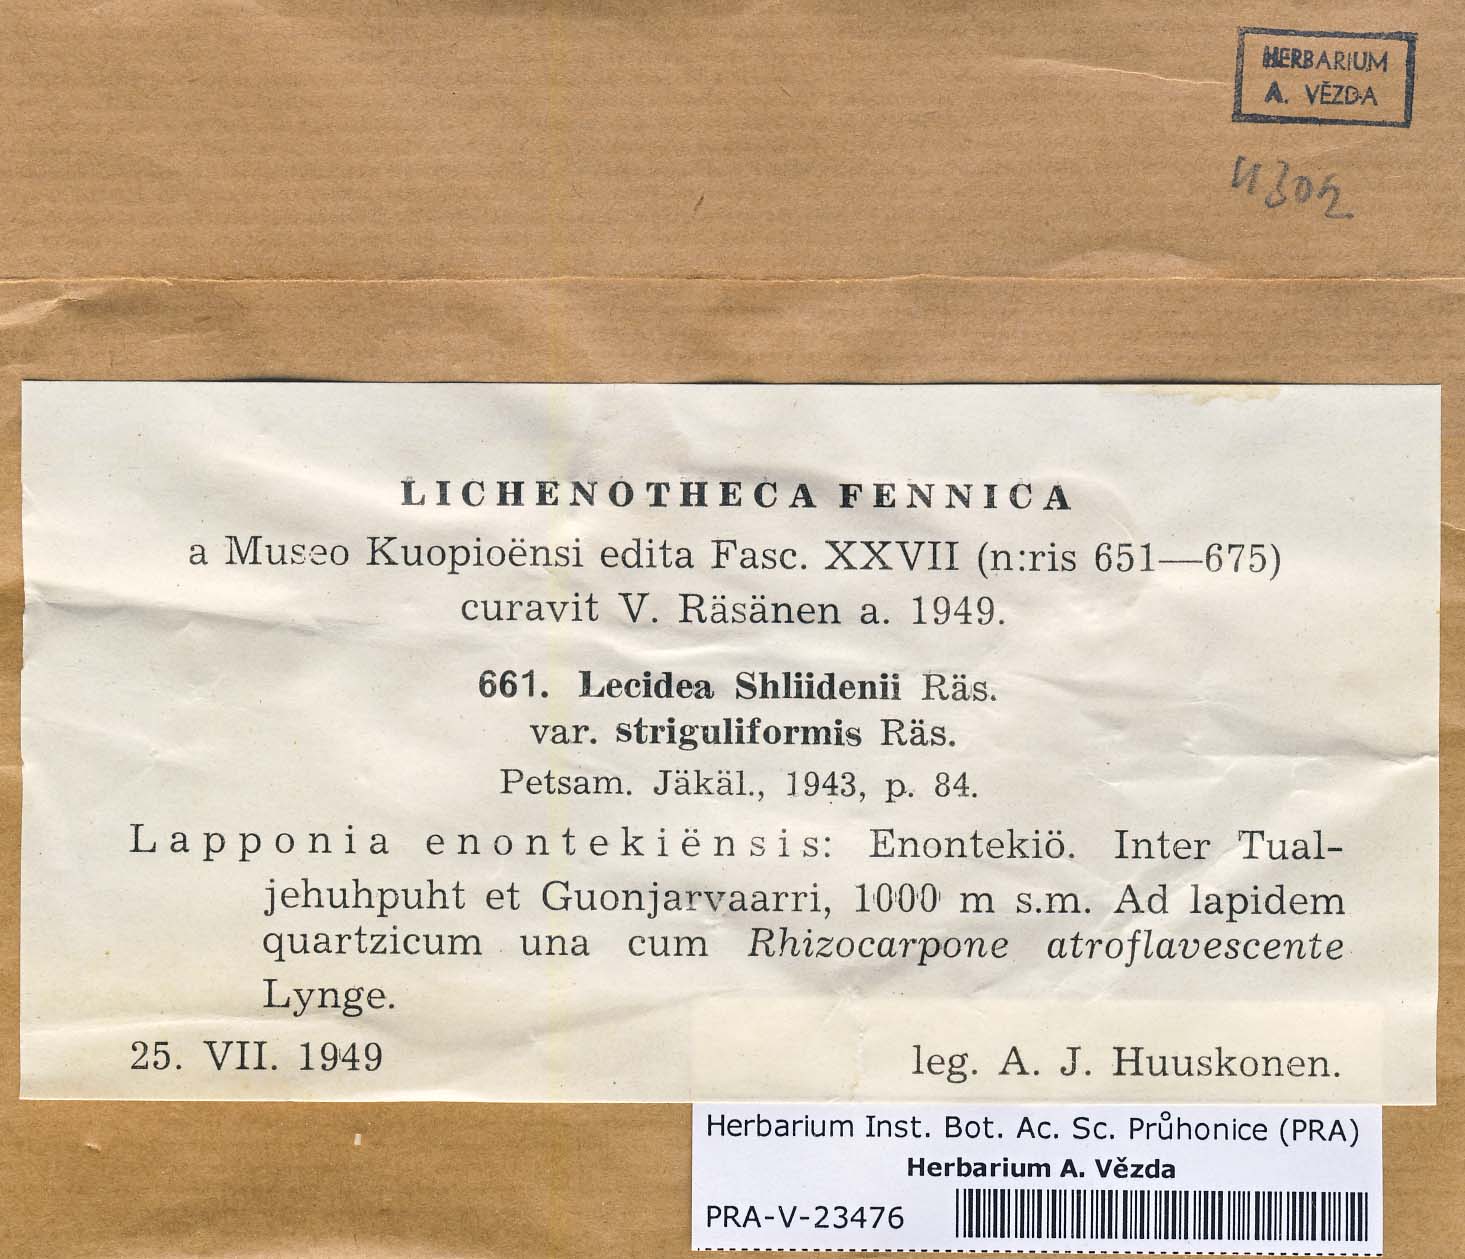 HERBARIUM
A. VĚZDA
4302
LICHENOTHECA FENNICA
a Museo Kuopioënsi edita Fasc. XXVII (n:ris 651—675)
curavit V. Räsänen a. 1949.
661. Lecidea Shliidenii Räs.
var. striguliformis Räs.
Petsam. Jäkäl., 1943, p. 84.
Lapponia enontekiënsis: Enontekiö. Inter Tual-
jehuhpuht et Guonjarvaarri, 1000 m s.m. Ad lapidem
quartzicum una cum Rhizocarpone atroflavescente
Lynge.
25. VII. 1949 leg. A. J. Huuskonen.
Herbarium Inst. Bot. Ac. Sc. Průhonice (PRA)
Herbarium A. Vězda
PRA-V-23476